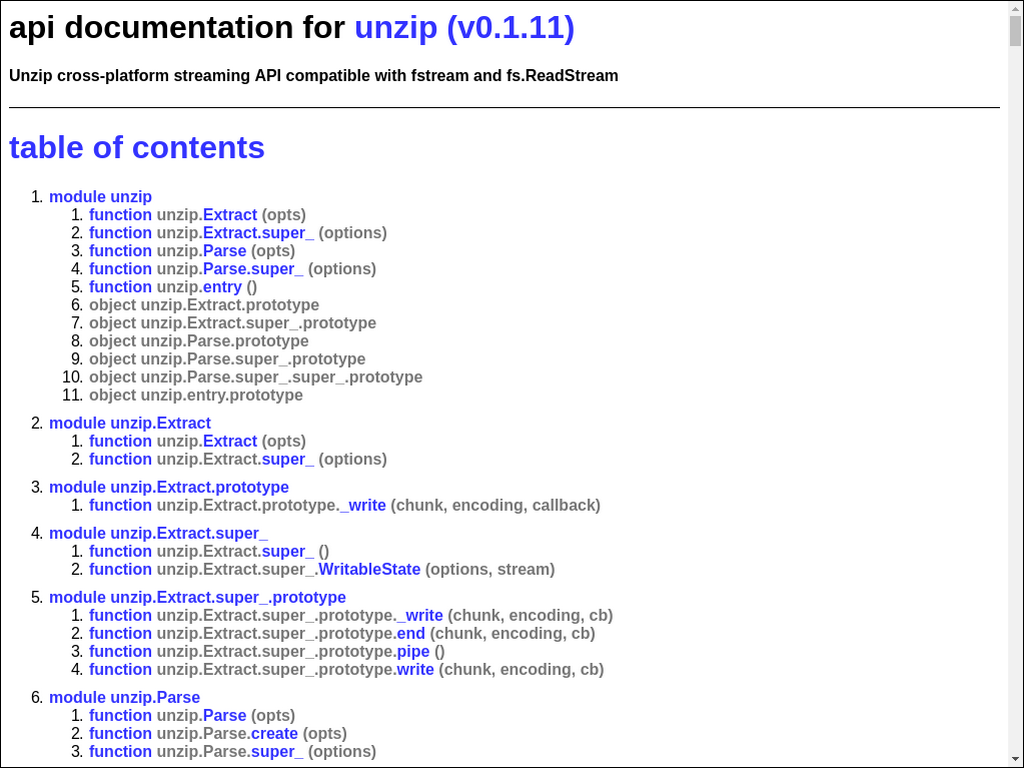 api documentation for unzip (v0.1.11)
Unzip cross-platform streaming API compatible with fstream and fs.ReadStream
table of contents
1. module unzip
1. function unzip.Extract (opts)
2. function unzip.Extract.super_ (options)
3. function unzip.Parse (opts)
4. function unzip.Parse.super_ (options)
5. function unzip.entry ()
6. object unzip.Extract.prototype
7. object unzip.Extract.super_.prototype
8. object unzip.Parse.prototype
9. object unzip.Parse.super_.prototype
10. object unzip.Parse.super_.super_.prototype
11. object unzip.entry.prototype
2. module unzip.Extract
1. function unzip.Extract (opts)
2. function unzip.Extract.super_ (options)
3. module unzip.Extract.prototype
1. function unzip.Extract.prototype._write (chunk, encoding, callback)
4. module unzip.Extract.super_
1. function unzip.Extract.super_ ()
2. function unzip.Extract.super_.WritableState (options, stream)
5. module unzip.Extract.super_.prototype
1. function unzip.Extract.super_.prototype._write (chunk, encoding, cb)
2. function unzip.Extract.super_.prototype.end (chunk, encoding, cb)
3. function unzip.Extract.super_.prototype.pipe ()
4. function unzip.Extract.super_.prototype.write (chunk, encoding, cb)
6. module unzip.Parse
1. function unzip.Parse (opts)
2. function unzip.Parse.create (opts)
3. function unzip.Parse.super_ (options)